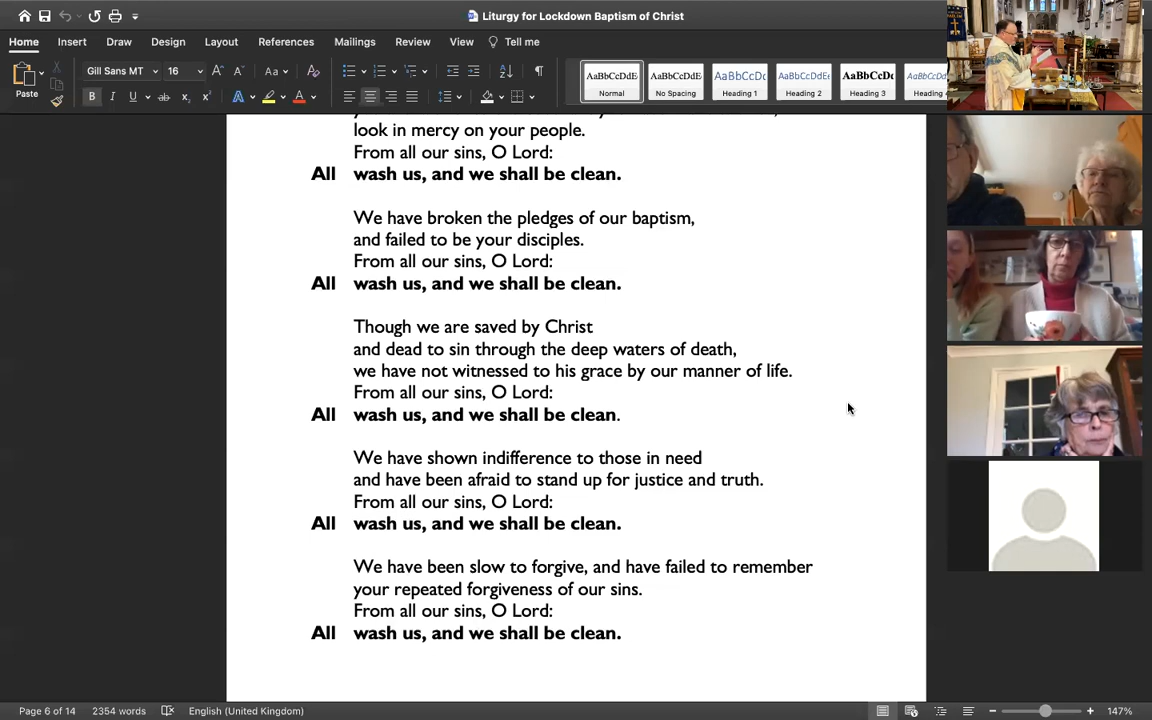 Liturgy for Lockdown Baptism of Christ
Home Insert Draw Design Layout References Mailings Review View Tell me
Paste
Gill Sans MT 16
B I U ab x₂ x²
AaBbCcDdE Normal
AaBbCcDdE No Spacing
AaBbCcDc Heading 1
AaBbCcDdEe Heading 2
AaBbCcDc Heading 3
AaBbCcDdE Heading
look in mercy on your people.
From all our sins, O Lord:
All wash us, and we shall be clean.
We have broken the pledges of our baptism,
and failed to be your disciples.
From all our sins, O Lord:
All wash us, and we shall be clean.
Though we are saved by Christ
and dead to sin through the deep waters of death,
we have not witnessed to his grace by our manner of life.
From all our sins, O Lord:
All wash us, and we shall be clean.
We have shown indifference to those in need
and have been afraid to stand up for justice and truth.
From all our sins, O Lord:
All wash us, and we shall be clean.
We have been slow to forgive, and have failed to remember
your repeated forgiveness of our sins.
From all our sins, O Lord:
All wash us, and we shall be clean.
Page 6 of 14 2354 words English (United Kingdom) 147%